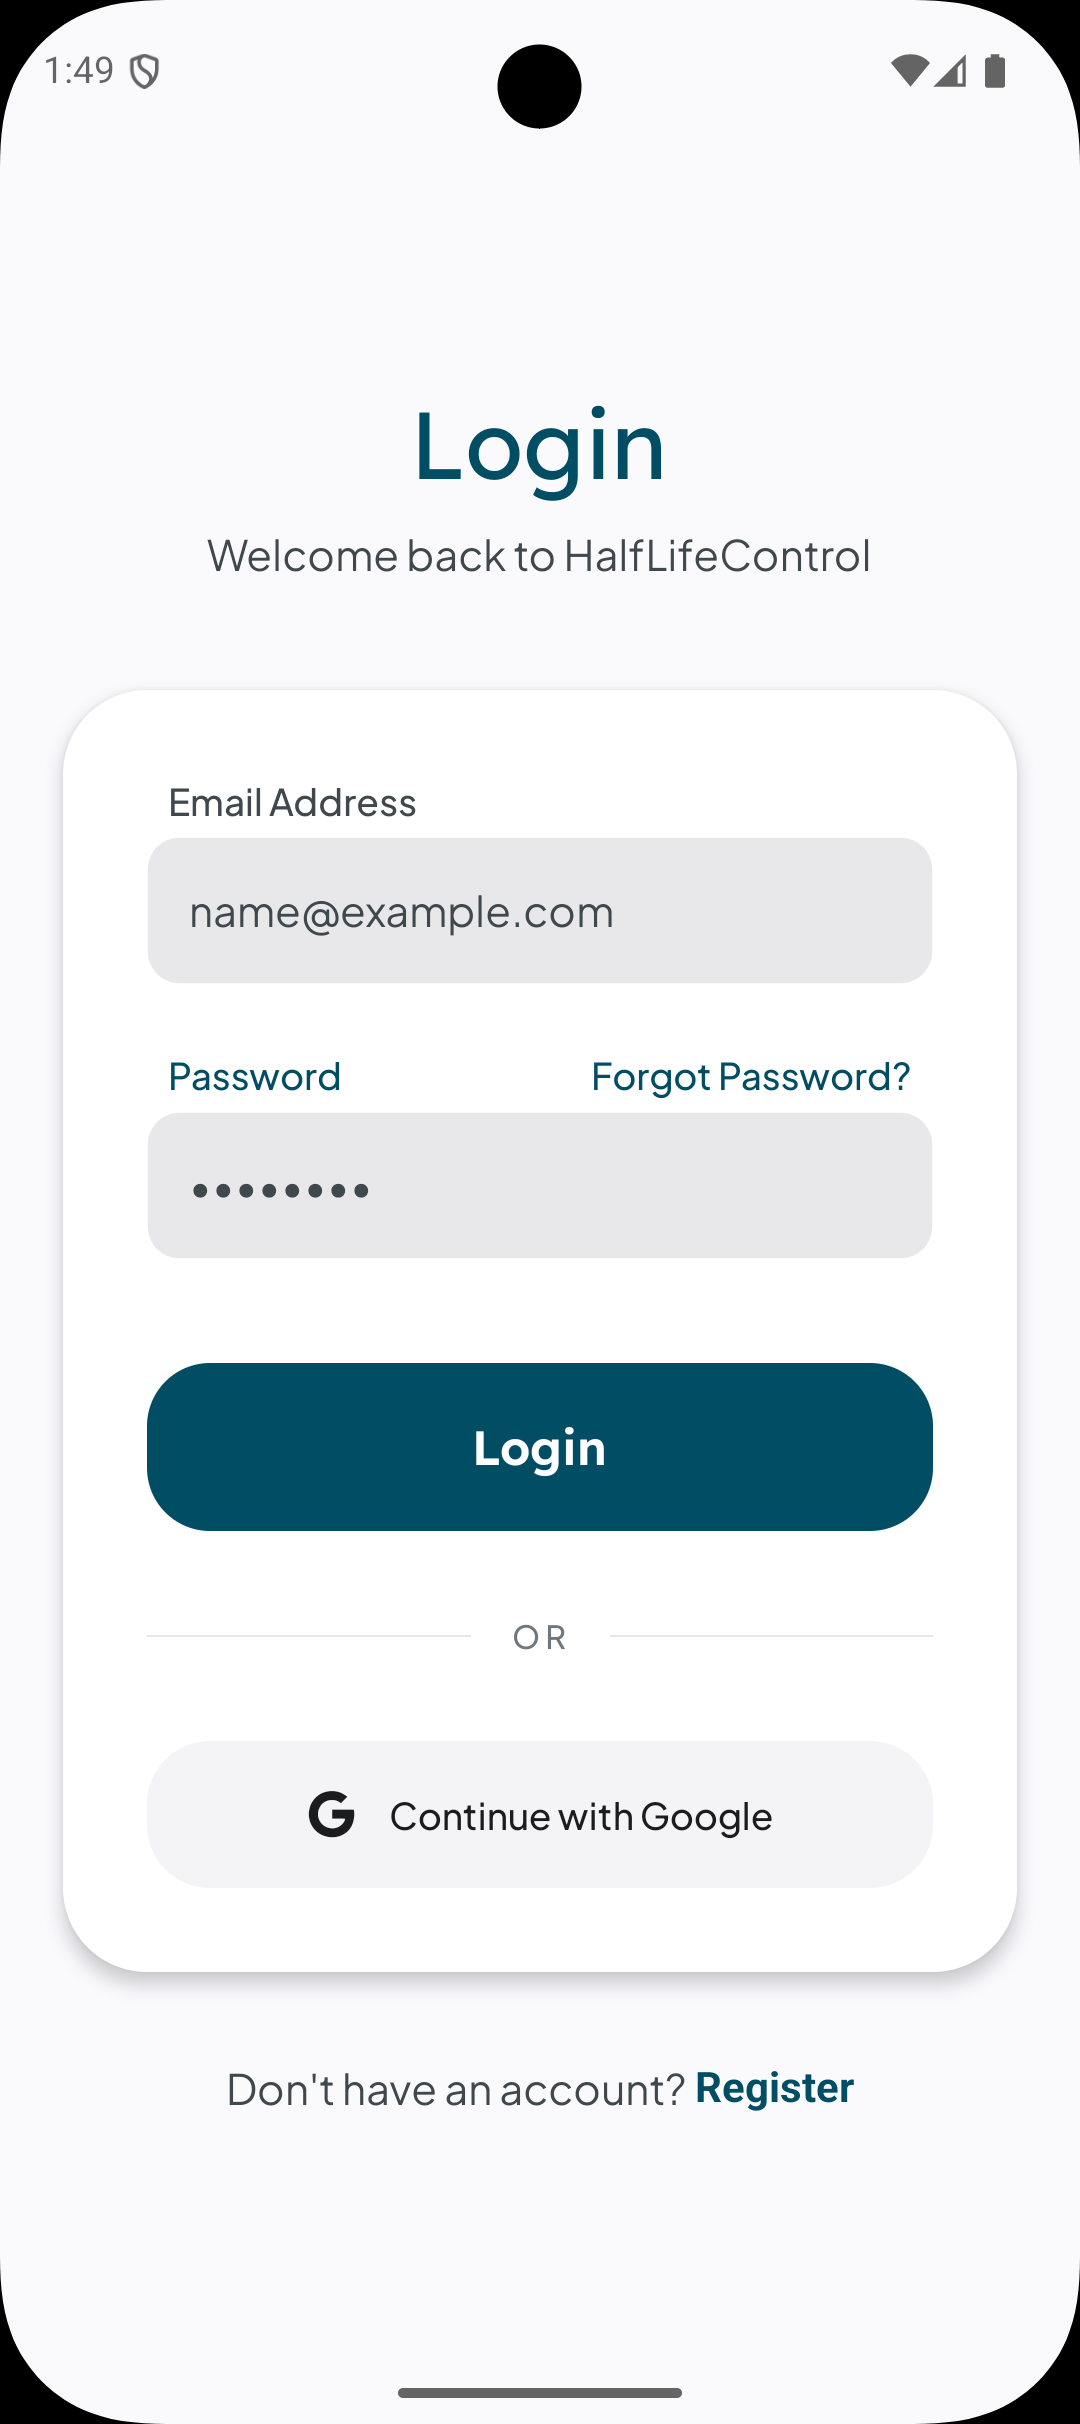 1:49
Login
Welcome back to HalfLifeControl
Email Address
name@example.com
Password Forgot Password?
••••••••
Login
OR
Continue with Google
Don't have an account? Register